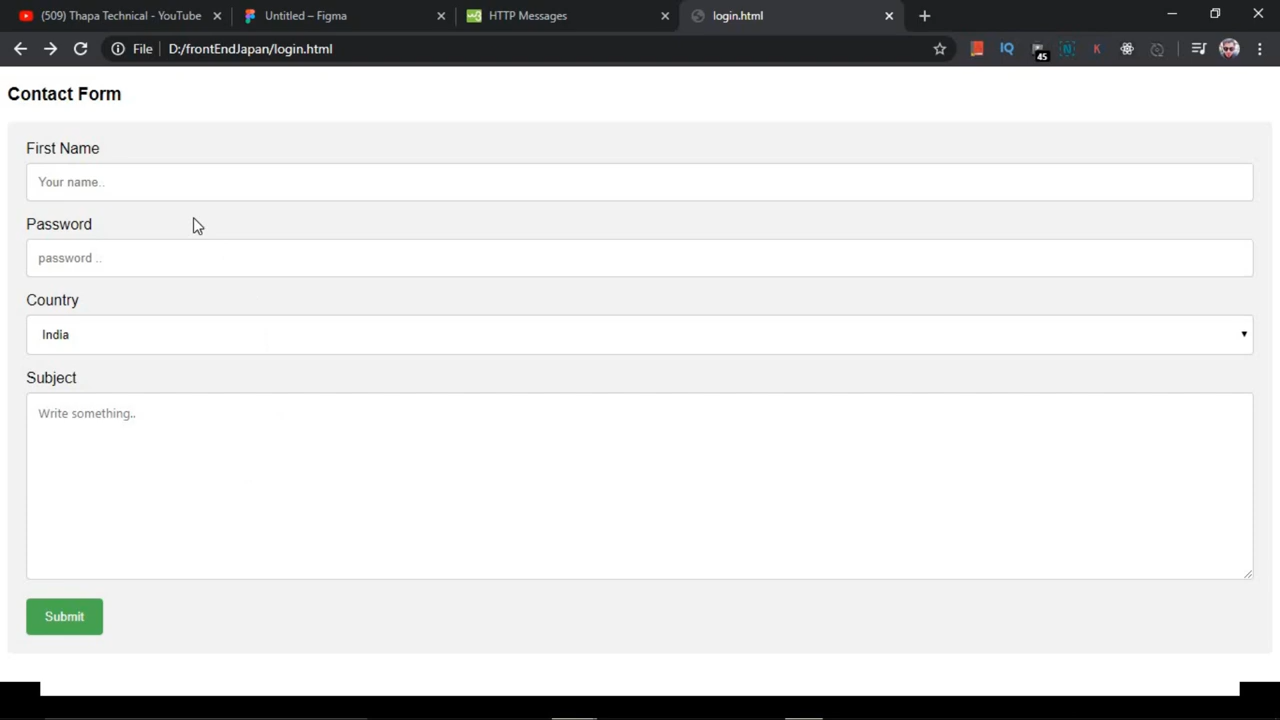 (509) Thapa Technical - YouTube
Untitled – Figma
HTTP Messages
login.html
File D:/frontEndJapan/login.html
IQ
45
N
K
Contact Form
First Name
Your name..
Password
password ..
Country
India
Subject
Write something..
Submit